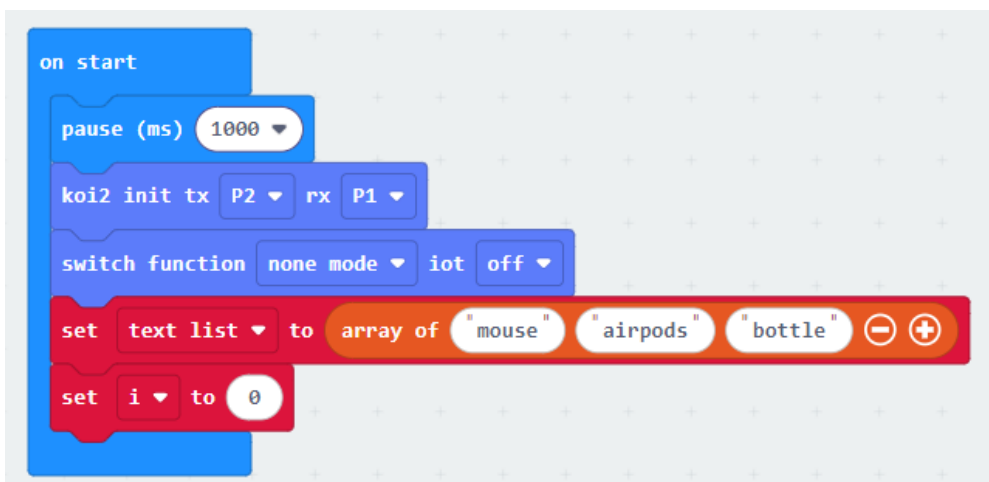 on start
pause (ms) 1000
koi2 init tx P2 rx P1
switch function none mode iot off
set text list to array of "mouse" "airpods" "bottle"
set i to 0